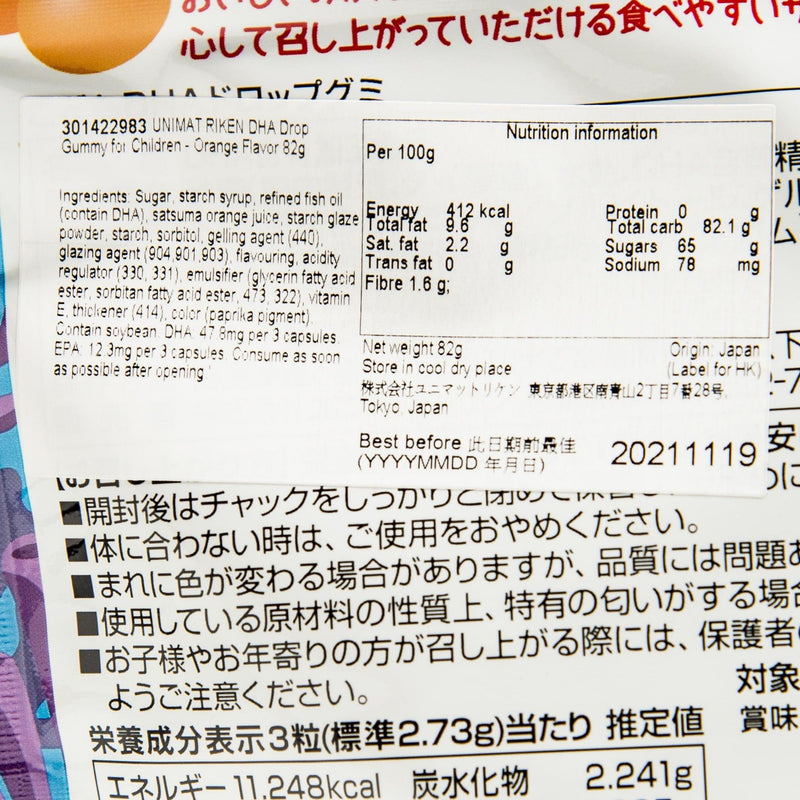 心して召し上がっていただける食べやすい
DHAドロップグミ
301422983 UNIMAT RIKEN DHA Drop
Gummy for Children - Orange Flavor 82g
Ingredients: Sugar, starch syrup, refined fish oil
(contain DHA), satsuma orange juice, starch glaze
powder, starch, sorbitol, gelling agent (440),
glazing agent (904,901,903), flavouring, acidity
regulator (330, 331), emulsifier (glycerin fatty acid
ester, sorbitan fatty acid ester, 473, 322), vitamin
E, thickener (414), color (paprika pigment).
Contain soybean. DHA: 47.8mg per 3 capsules.
EPA: 12.3mg per 3 capsules. Consume as soon
as possible after opening
Nutrition information
Per 100g
Energy 412 kcal Protein 0 g
Total fat 9.6 g Total carb 82.1 g
Sat. fat 2.2 g Sugars 65 g
Trans fat 0 g Sodium 78 mg
Fibre 1.6 g;
Net weight 82g Origin: Japan
Store in cool dry place (Label for HK)
株式会社ユニマットリケン 東京都港区南青山2丁目7番28号
Tokyo, Japan
Best before 此日期前最佳
(YYYYMMDD 年月日) 20211119
■開封後はチャックをしっかりと閉めて保管
■体に合わない時は、ご使用をおやめください。
■まれに色が変わる場合がありますが、品質には問題
■使用している原材料の性質上、特有の匂いがする場合
■お子様やお年寄りの方が召し上がる際には、保護者
ようご注意ください。
対象
栄養成分表示3粒(標準2.73g)当たり 推定値
賞味
エネルギー 11.248kcal 炭水化物 2.241g